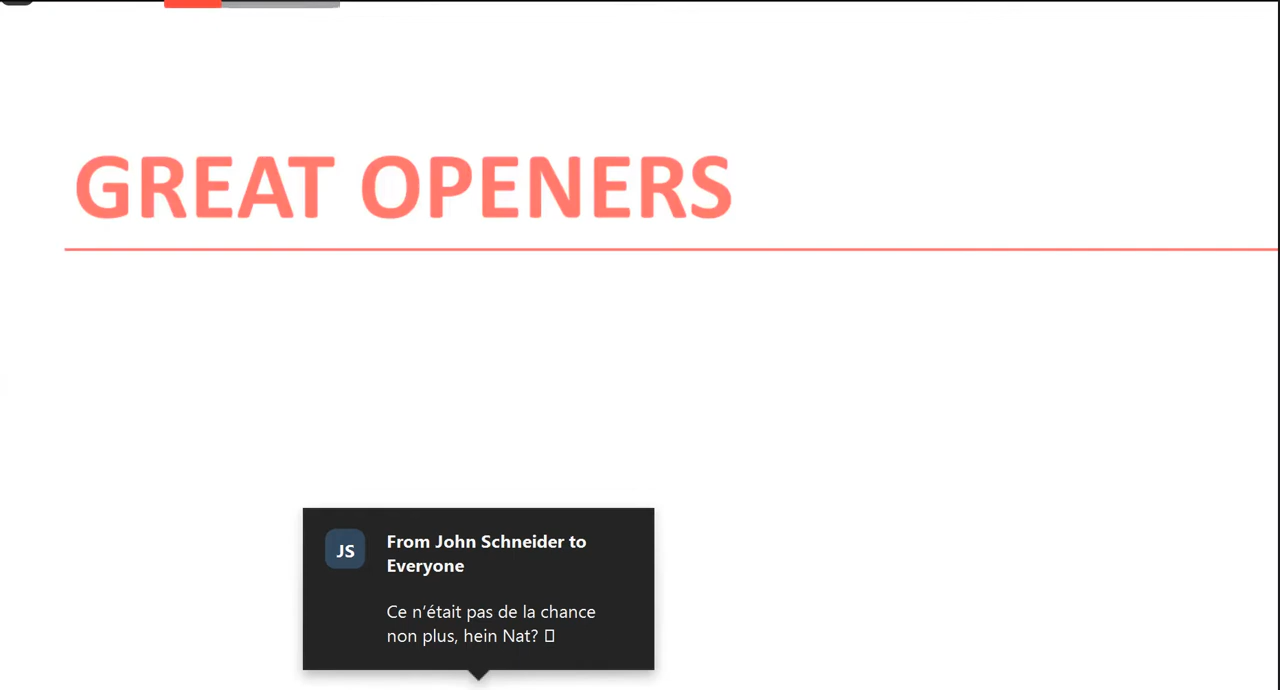 GREAT OPENERS
JS
From John Schneider to
Everyone
Ce n’était pas de la chance
non plus, hein Nat?